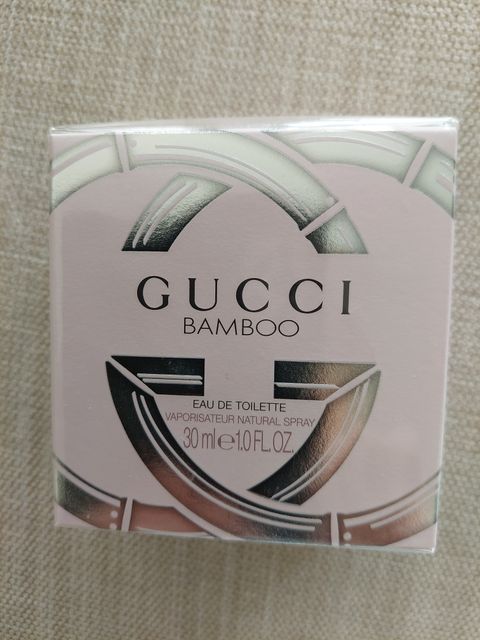 GUCCI
BAMBOO
EAU DE TOILETTE
VAPORISATEUR NATURAL SPRAY
30 ml e 1.0 FL.OZ.